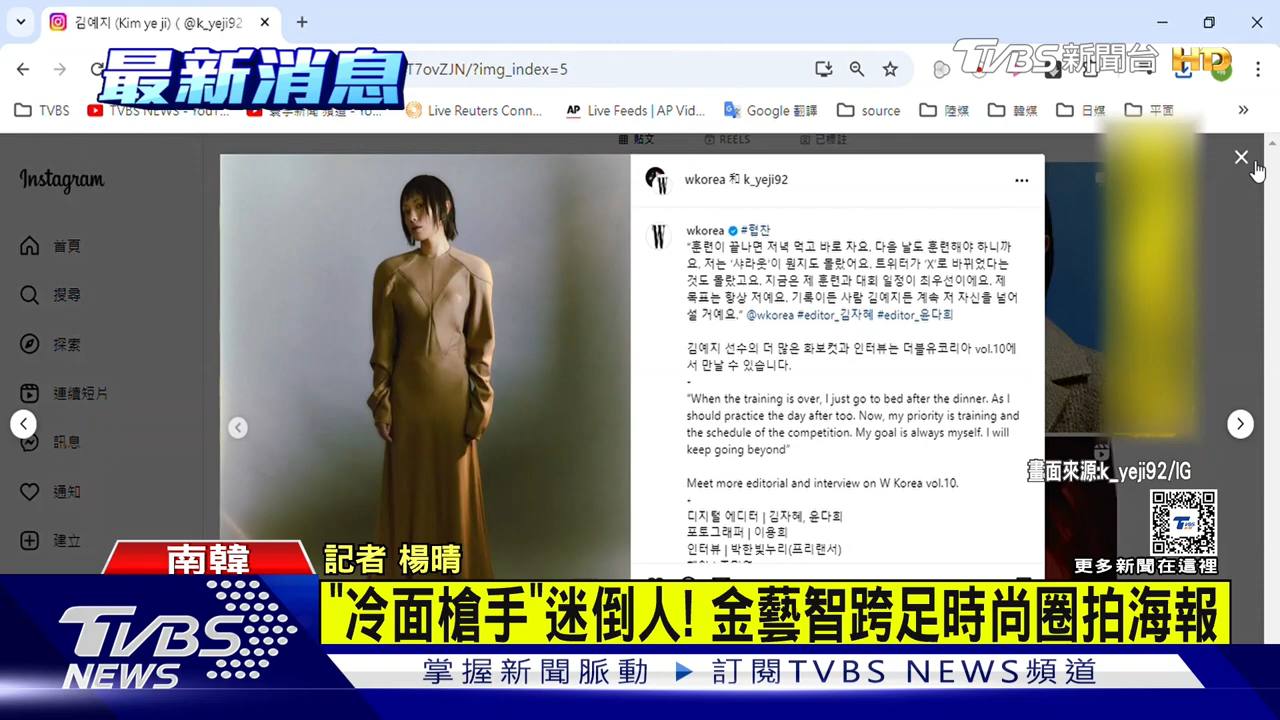 김예지 (Kim ye ji) ( @k_yeji92
最新消息
T7ovZJN/?img_index=5
TVBS新聞台
HD
TVBS
TVBS NEWS - YouT...
寰宇新聞 頻道 - Yo...
Live Reuters Conn...
AP
Live Feeds | AP Vid...
Google 翻譯
source
陸媒
韓媒
日媒
平面
貼文
REELS
已標註
Instagram
首頁
搜尋
探索
連續短片
訊息
通知
建立
wkorea 和 k_yeji92
W
wkorea #협찬
“훈련이 끝나면 저녁 먹고 바로 자요. 다음 날도 훈련해야 하니까
요. 저는 ‘샤라웃’이 뭔지도 몰랐어요. 트위터가 ‘X’로 바뀌었다는
것도 몰랐고요. 지금은 제 훈련과 대회 일정이 최우선이에요. 제
목표는 항상 저예요. 기록이든 사람 김예지든 계속 저 자신을 넘어
설 거예요.” @wkorea #editor_김자혜 #editor_윤다희
김예지 선수의 더 많은 화보컷과 인터뷰는 더블유코리아 vol.10에
서 만날 수 있습니다.
-
“When the training is over, I just go to bed after the dinner. As I
should practice the day after too. Now, my priority is training and
the schedule of the competition. My goal is always myself. I will
keep going beyond”
Meet more editorial and interview on W Korea vol.10.
-
디지털 에디터 | 김자혜, 윤다희
포토그래퍼 | 이용희
인터뷰 | 박한빛누리(프리랜서)
畫面來源:k_yeji92/IG
TVBS
更多新聞在這裡
南韓
記者 楊晴
"冷面槍手"迷倒人! 金藝智跨足時尚圈拍海報
TVBS
NEWS
掌握新聞脈動 ▶ 訂閱TVBS NEWS頻道